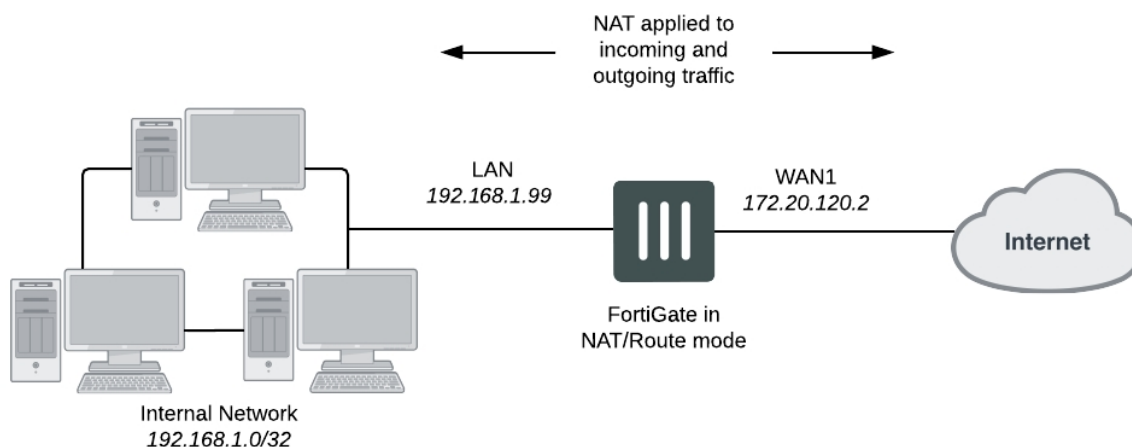 NAT applied to
incoming and
outgoing traffic
LAN
192.168.1.99
WAN1
172.20.120.2
Internet
FortiGate in
NAT/Route mode
Internal Network
192.168.1.0/32